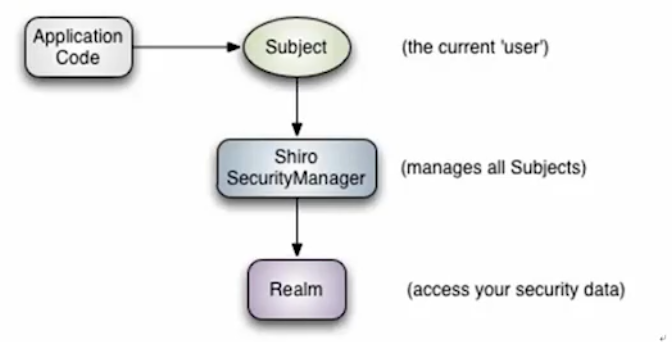 Application
Code
Subject
(the current 'user')
Shiro
SecurityManager
(manages all Subjects)
Realm
(access your security data)